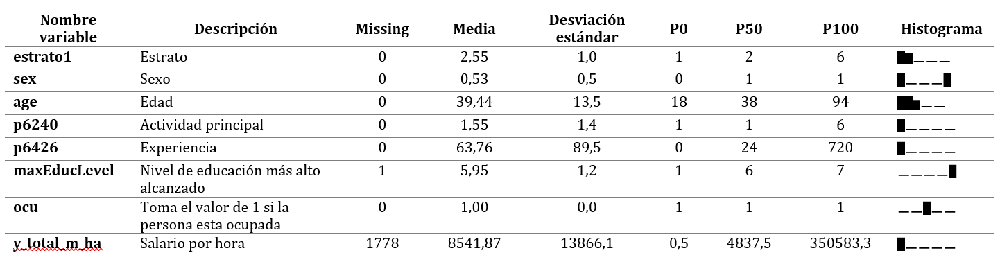 Nombre variable Descripción Missing Media Desviación estándar P0 P50 P100 Histograma
estrato1 Estrato 0 2,55 1,0 1 2 6
sex Sexo 0 0,53 0,5 0 1 1
age Edad 0 39,44 13,5 18 38 94
p6240 Actividad principal 0 1,55 1,4 1 1 6
p6426 Experiencia 0 63,76 89,5 0 24 720
maxEducLevel Nivel de educación más alto alcanzado 1 5,95 1,2 1 6 7
ocu Toma el valor de 1 si la persona esta ocupada 0 1,00 0,0 1 1 1
y_total_m_ha Salario por hora 1778 8541,87 13866,1 0,5 4837,5 350583,3